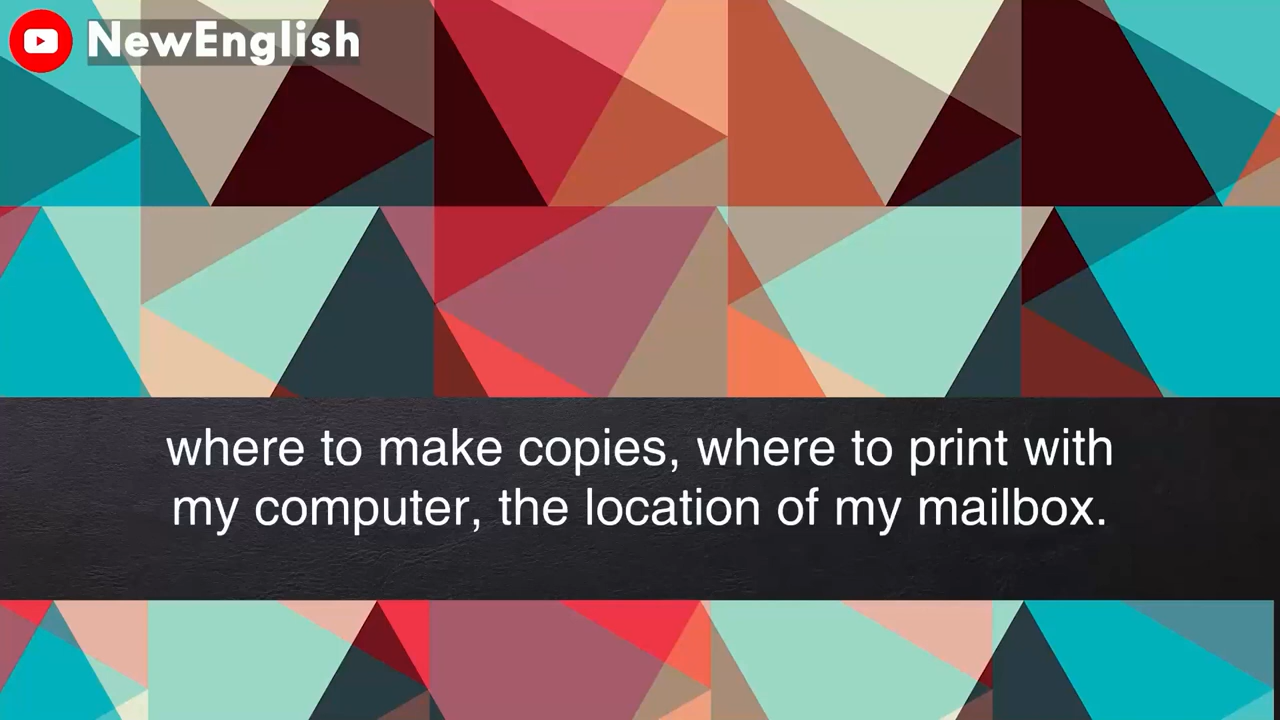 NewEnglish
where to make copies, where to print with
my computer, the location of my mailbox.